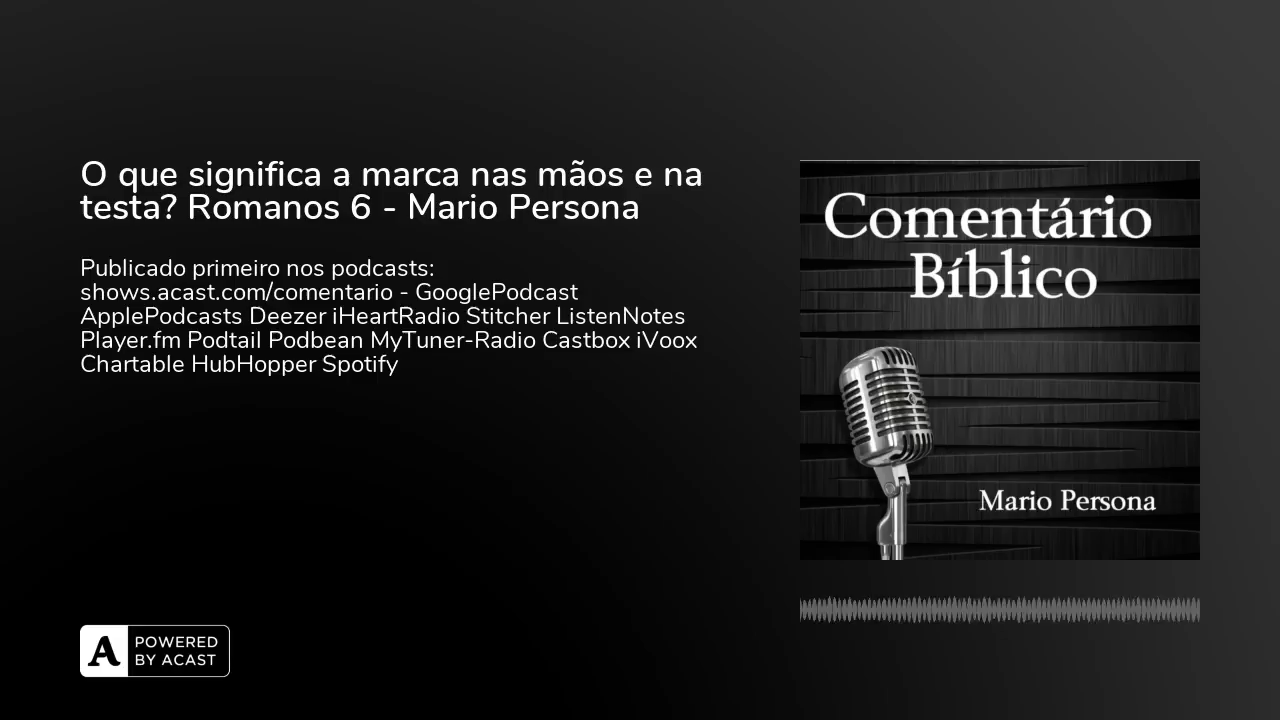 O que significa a marca nas mãos e na
testa? Romanos 6 - Mario Persona
Publicado primeiro nos podcasts:
shows.acast.com/comentario - GooglePodcast
ApplePodcasts Deezer iHeartRadio Stitcher ListenNotes
Player.fm Podtail Podbean MyTuner-Radio Castbox iVoox
Chartable HubHopper Spotify
Comentário
Bíblico
Mario Persona
A POWERED
BY ACAST